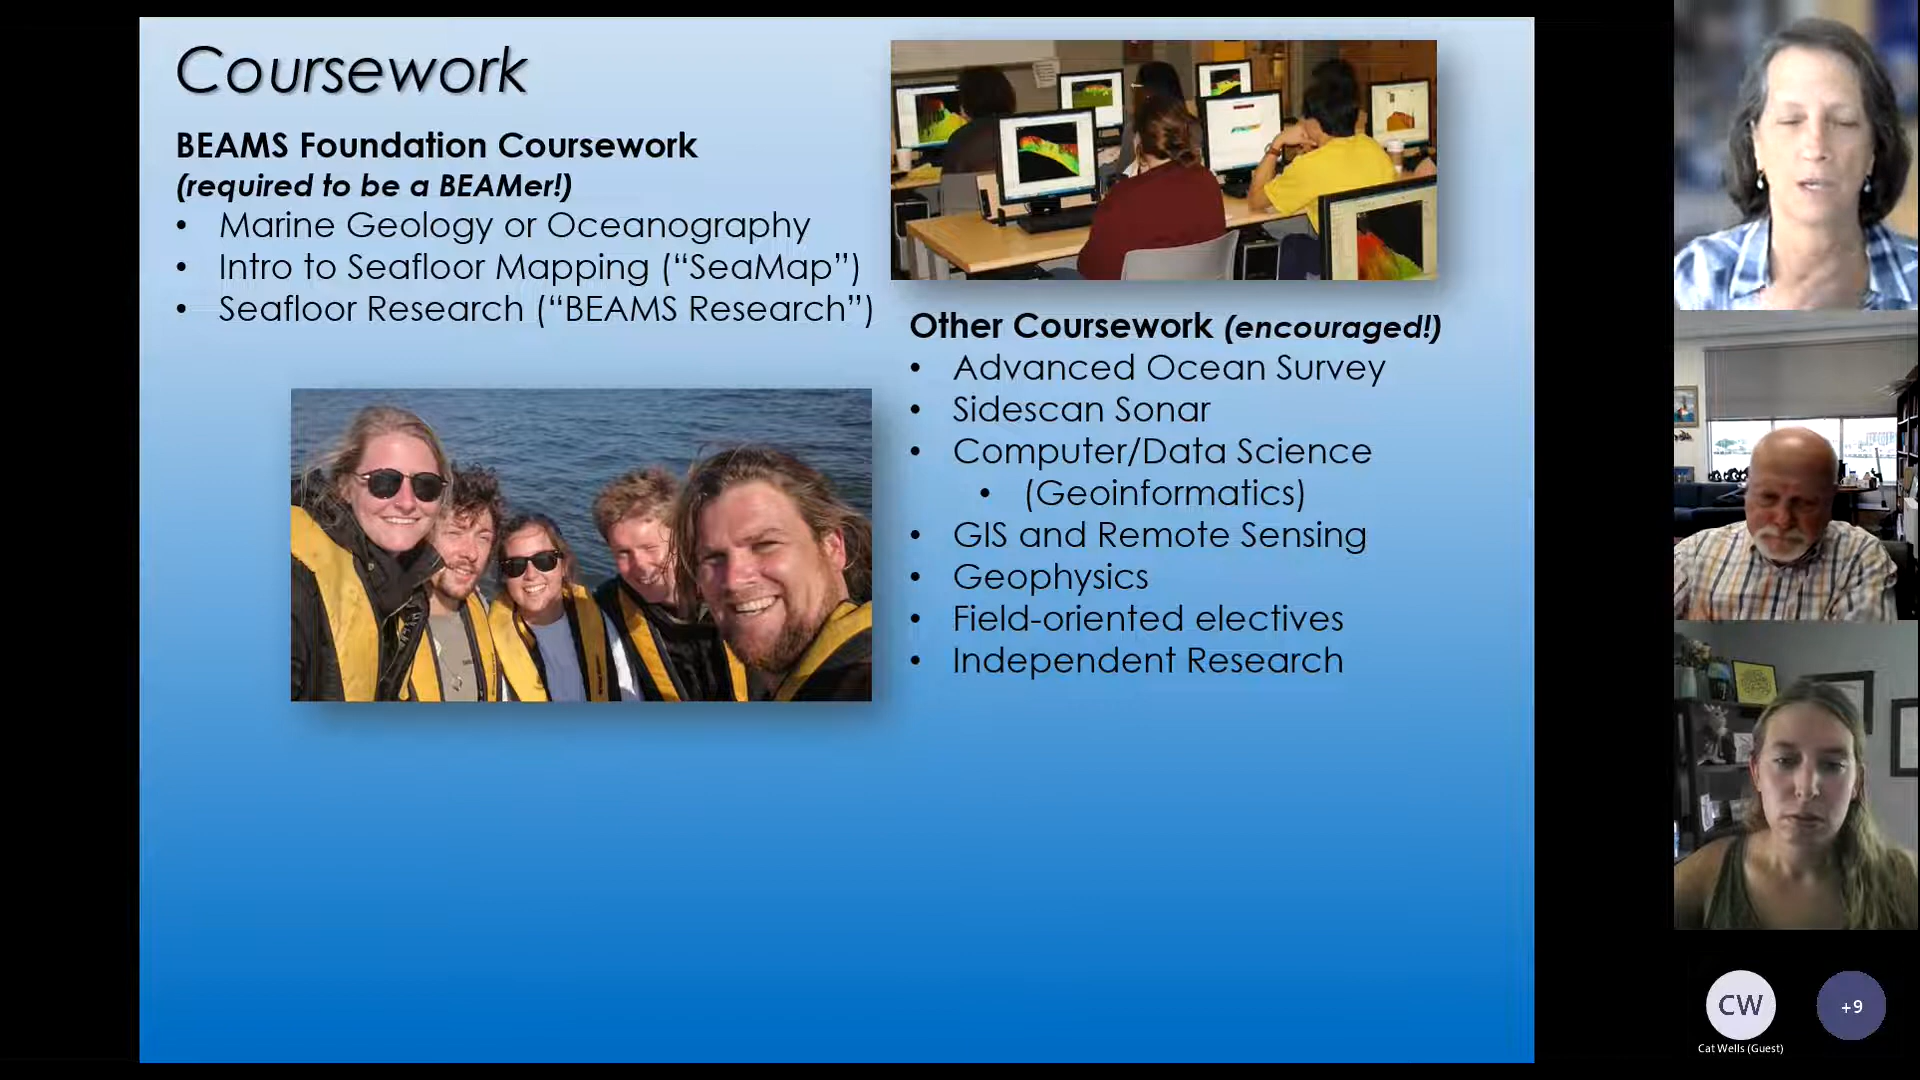 Coursework
BEAMS Foundation Coursework
(required to be a BEAMer!)
• Marine Geology or Oceanography
• Intro to Seafloor Mapping (“SeaMap”)
• Seafloor Research (“BEAMS Research”)
Other Coursework (encouraged!)
• Advanced Ocean Survey
• Sidescan Sonar
• Computer/Data Science
• (Geoinformatics)
• GIS and Remote Sensing
• Geophysics
• Field-oriented electives
• Independent Research
CW
+9
Cat Wells (Guest)